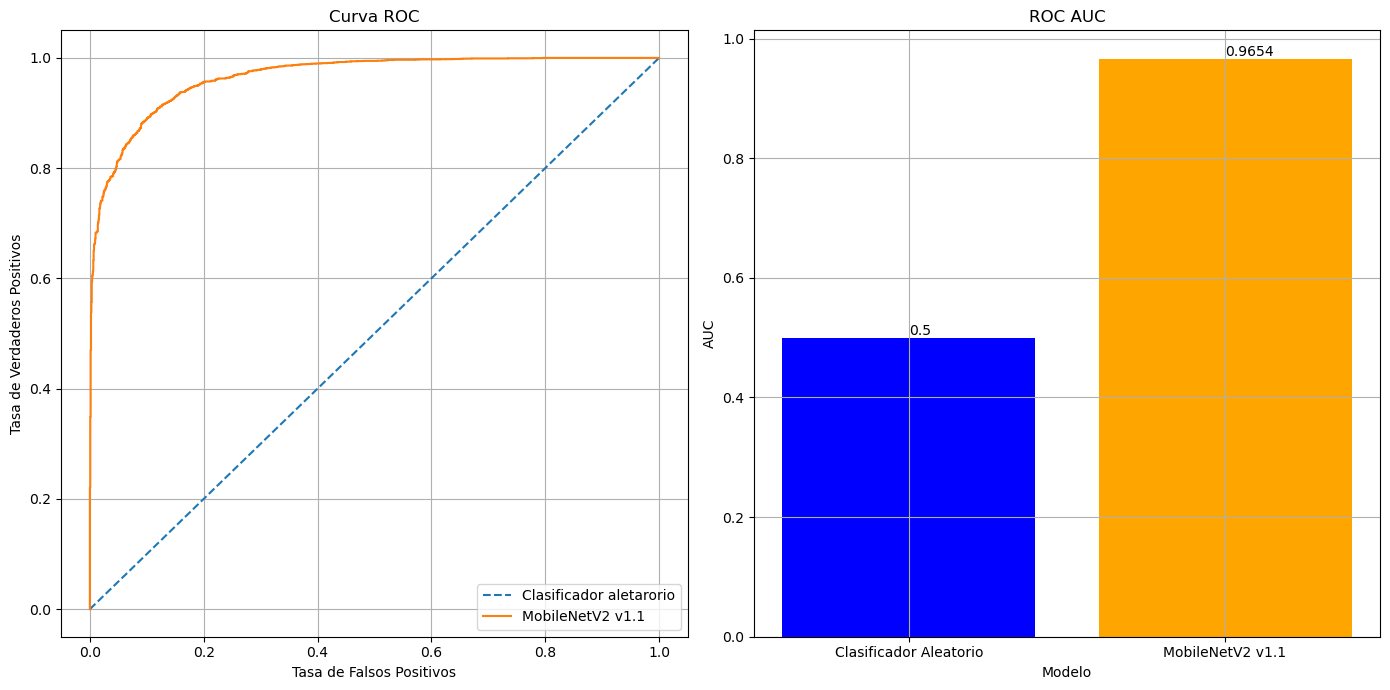 Curva ROC
1.0
0.8
0.6
0.4
0.2
0.0
Tasa de Verdaderos Positivos
0.0
0.2
0.4
0.6
0.8
1.0
Tasa de Falsos Positivos
Clasificador aletarorio
MobileNetV2 v1.1
ROC AUC
1.0
0.8
0.6
0.4
0.2
0.0
AUC
0.5
0.9654
Clasificador Aleatorio
MobileNetV2 v1.1
Modelo